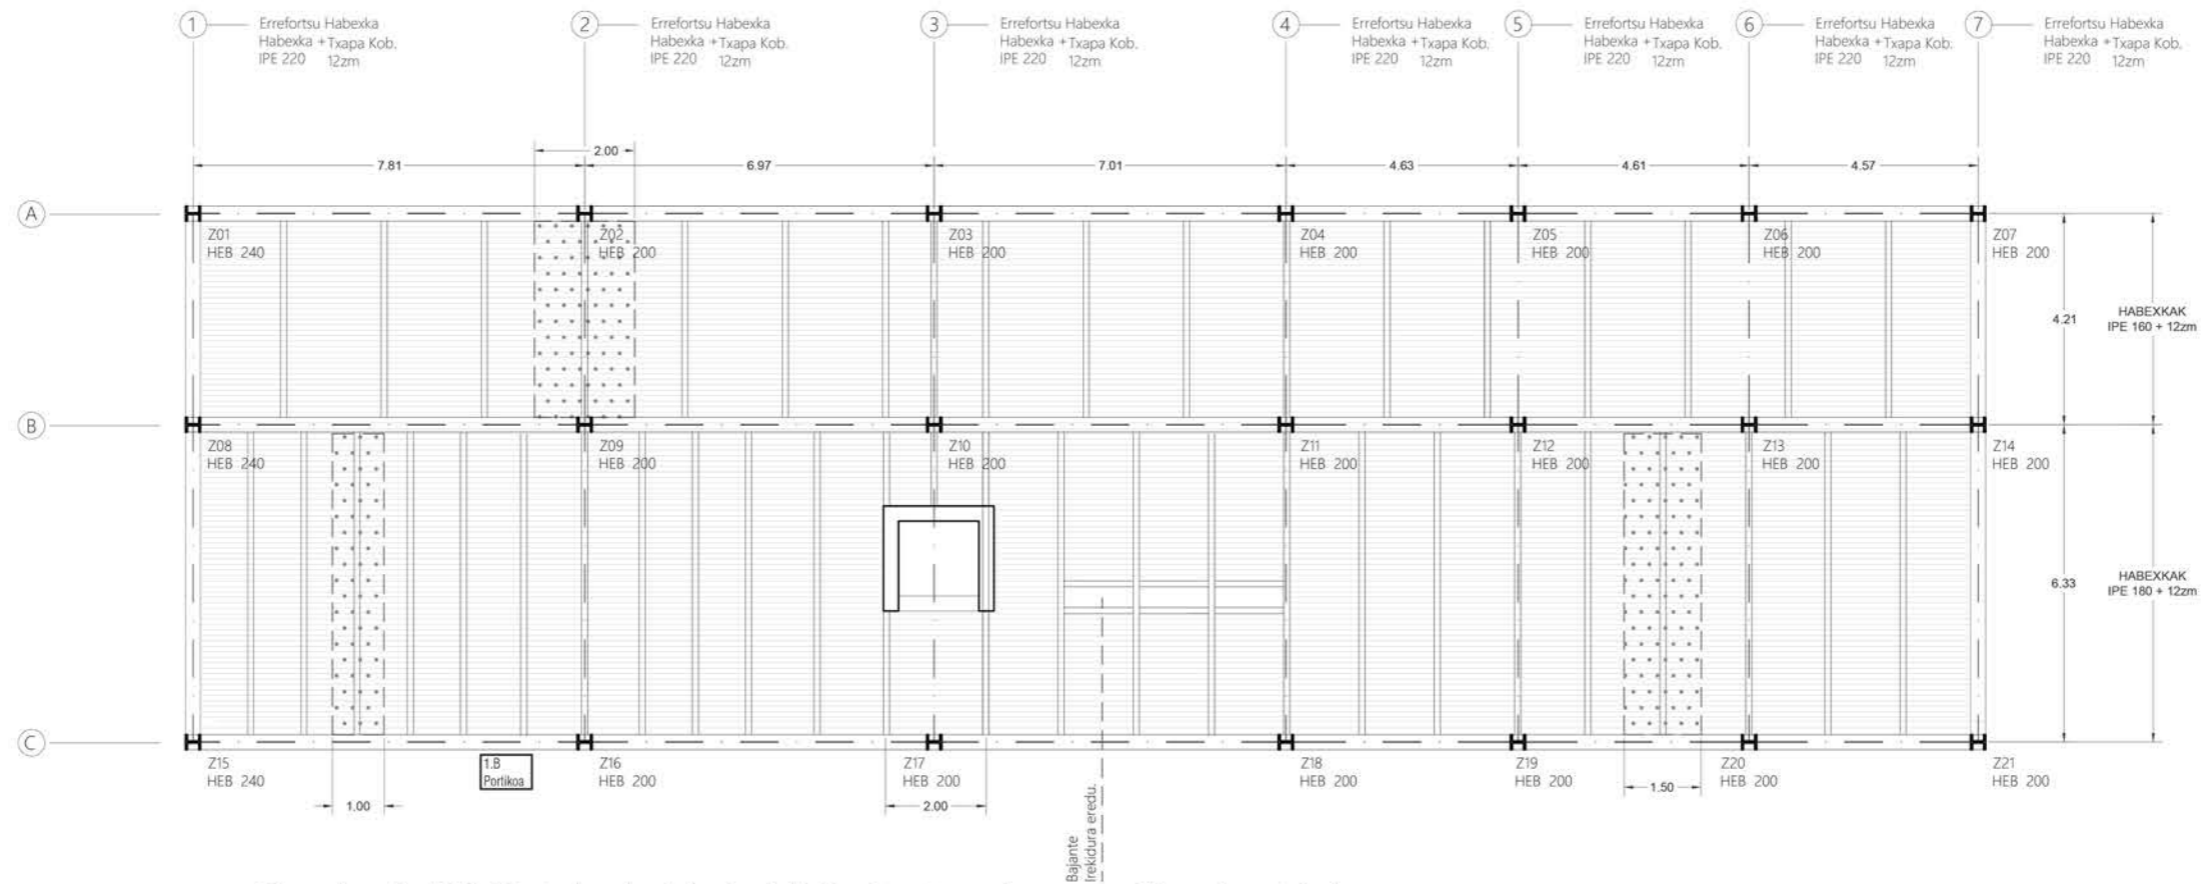 1
Errefortsu Habexka
Habexka + Txapa Kob.
IPE 220 12zm
2
Errefortsu Habexka
Habexka + Txapa Kob.
IPE 220 12zm
3
Errefortsu Habexka
Habexka + Txapa Kob.
IPE 220 12zm
4
Errefortsu Habexka
Habexka + Txapa Kob.
IPE 220 12zm
5
Errefortsu Habexka
Habexka + Txapa Kob.
IPE 220 12zm
6
Errefortsu Habexka
Habexka + Txapa Kob.
IPE 220 12zm
7
Errefortsu Habexka
Habexka + Txapa Kob.
IPE 220 12zm
2.00
7.81
6.97
7.01
4.63
4.61
4.57
A
Z01
HEB 240
Z02
HEB 200
Z03
HEB 200
Z04
HEB 200
Z05
HEB 200
Z06
HEB 200
Z07
HEB 200
4.21
HABEXKAK
IPE 160 + 12zm
B
Z08
HEB 240
Z09
HEB 200
Z10
HEB 200
Z11
HEB 200
Z12
HEB 200
Z13
HEB 200
Z14
HEB 200
6.33
HABEXKAK
IPE 180 + 12zm
C
Z15
HEB 240
1.B
Portikoa
Z16
HEB 200
Z17
HEB 200
Z18
HEB 200
Z19
HEB 200
Z20
HEB 200
Z21
HEB 200
1.00
2.00
1.50
Bajante
Irekidura eredu.